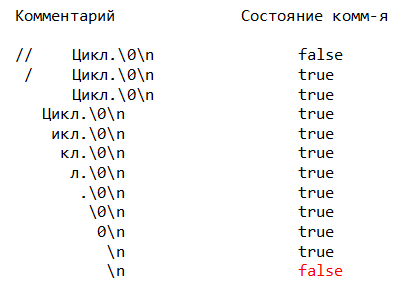 Комментарий Состояние комм-я
// Цикл.\0\n false
/ Цикл.\0\n true
Цикл.\0\n true
Цикл.\0\n true
икл.\0\n true
кл.\0\n true
л.\0\n true
.\0\n true
\0\n true
0\n true
\n true
\n false